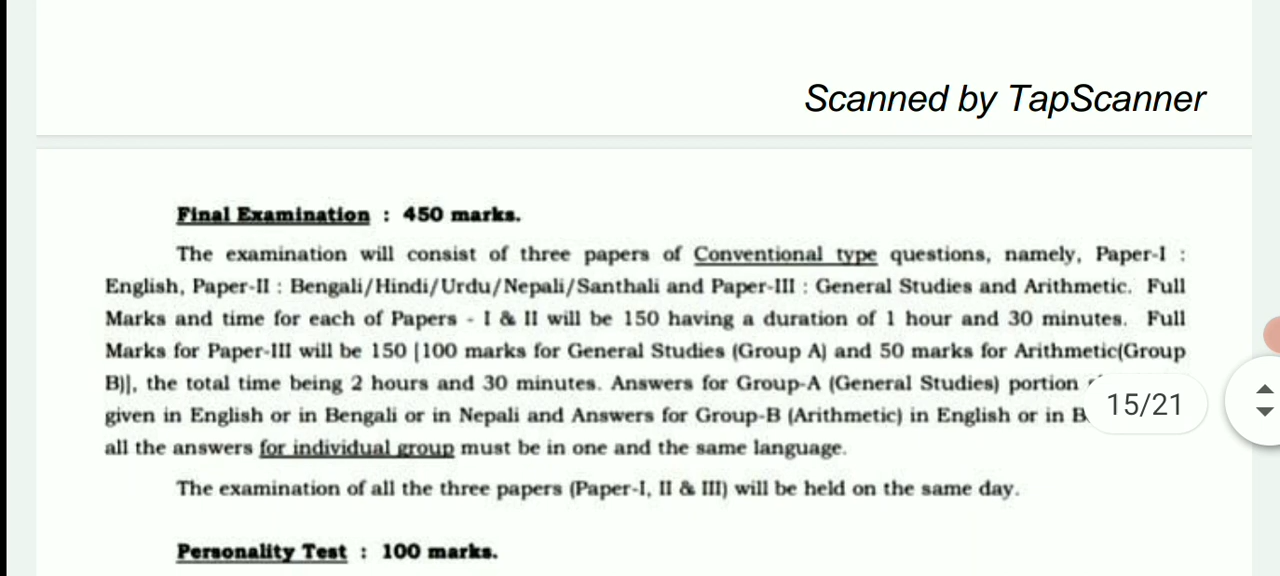 Scanned by TapScanner
Final Examination : 450 marks.
The examination will consist of three papers of Conventional type questions, namely, Paper-I :
English, Paper-II : Bengali/Hindi/Urdu/Nepali/Santhali and Paper-III : General Studies and Arithmetic. Full
Marks and time for each of Papers - I & II will be 150 having a duration of 1 hour and 30 minutes. Full
Marks for Paper-III will be 150 [100 marks for General Studies (Group A) and 50 marks for Arithmetic(Group
B)], the total time being 2 hours and 30 minutes. Answers for Group-A (General Studies) portion
15/21
given in English or in Bengali or in Nepali and Answers for Group-B (Arithmetic) in English or in
all the answers for individual group must be in one and the same language.
The examination of all the three papers (Paper-I, II & III) will be held on the same day.
Personality Test : 100 marks.